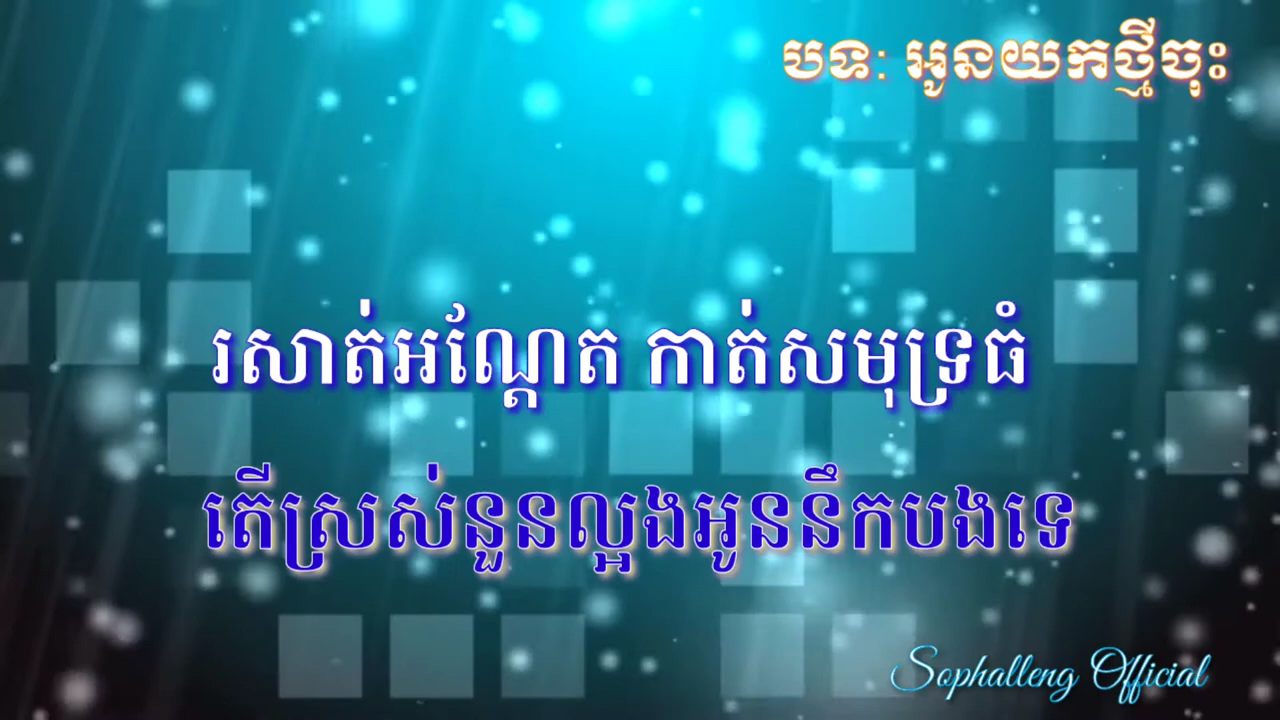 បទ: អូនយកថ្មីចុះ
រសាត់អណ្ដែត កាត់សមុទ្រធំ
តើស្រស់នួនល្អងអូននឹកបងទេ
Sophalleng Official